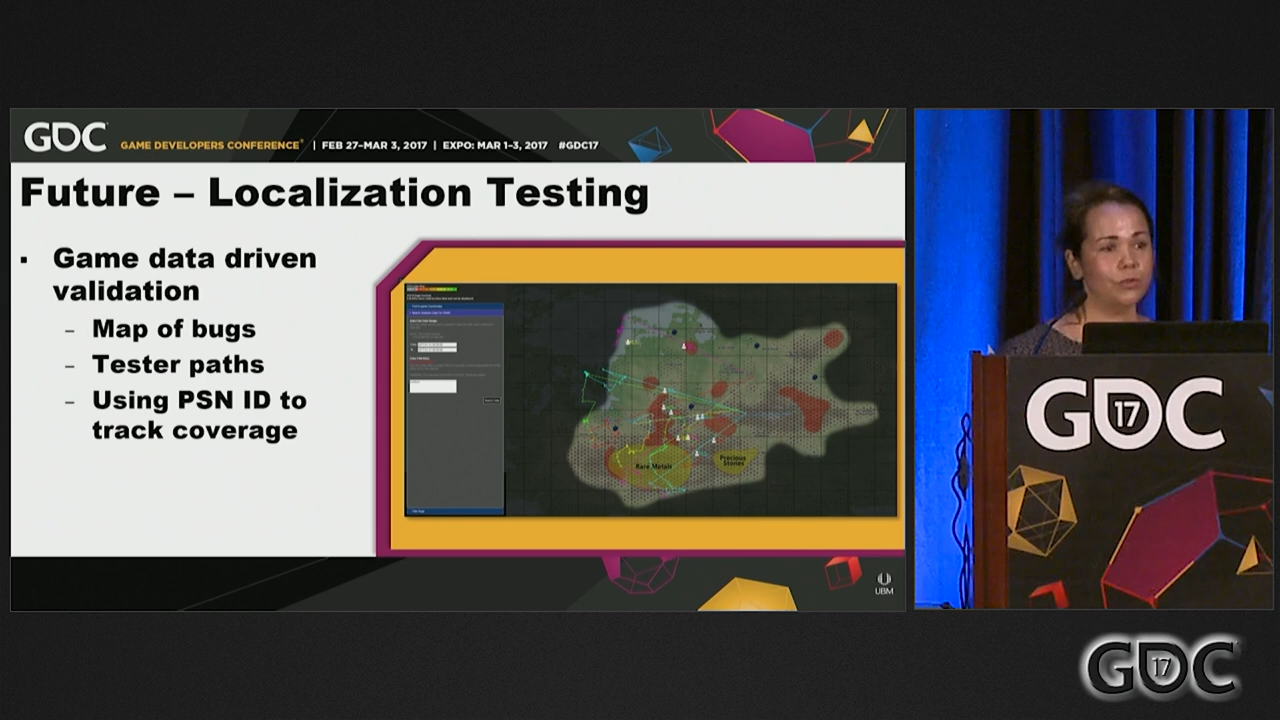 GDC
GAME DEVELOPERS CONFERENCE® | FEB 27–MAR 3, 2017 | EXPO: MAR 1–3, 2017 #GDC17
Future – Localization Testing
▪ Game data driven
validation
– Map of bugs
– Tester paths
– Using PSN ID to
track coverage
Rare Metals
Precious
Stones
UBM
GDC
17
GDC
17